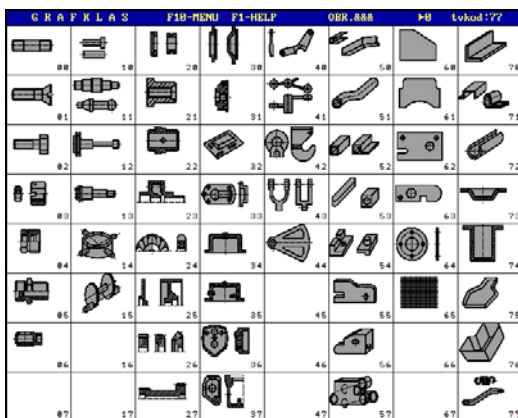 G R A F K L A S F10-MENU F1-HELP OBR.&&& ►0 tvkod:77
00 10 20 30 40 50 60 70
01 11 21 31 41 51 61 71
02 12 22 32 42 52 62 72
03 13 23 33 43 53 63 73
04 14 24 34 44 54 64 74
05 15 25 35 45 55 65 75
06 16 26 36 46 56 66 76
07 17 27 37 47 57 67 77